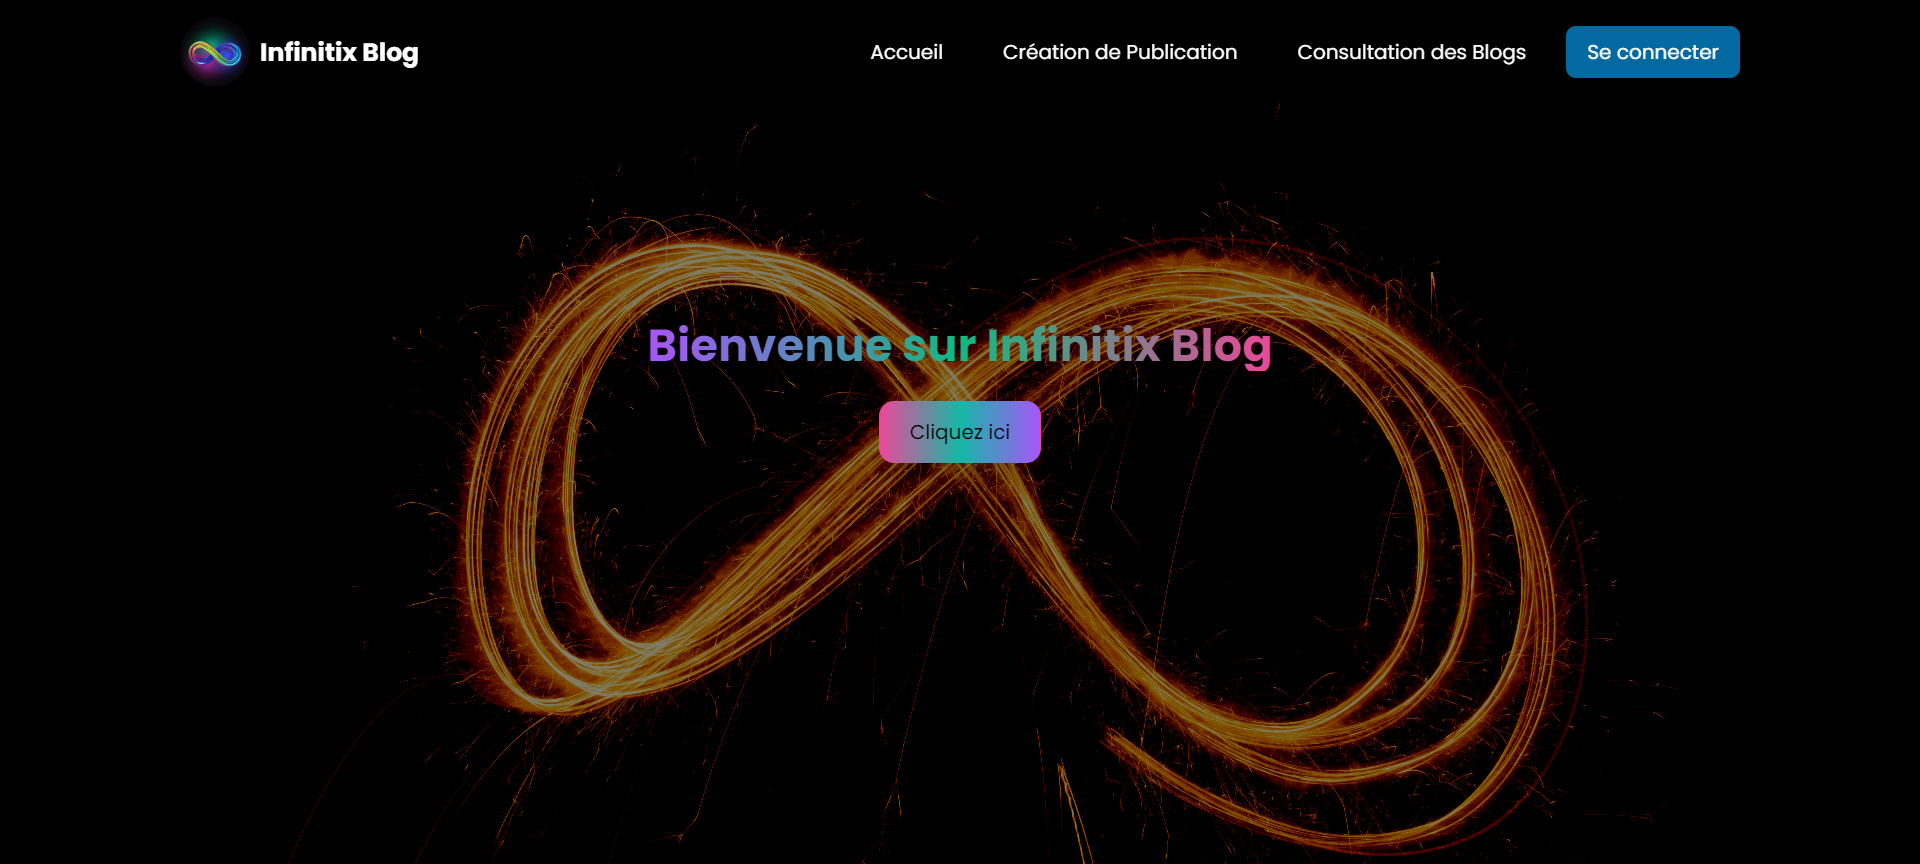 Infinitix Blog
Accueil
Création de Publication
Consultation des Blogs
Se connecter
Bienvenue sur Infinitix Blog
Cliquez ici